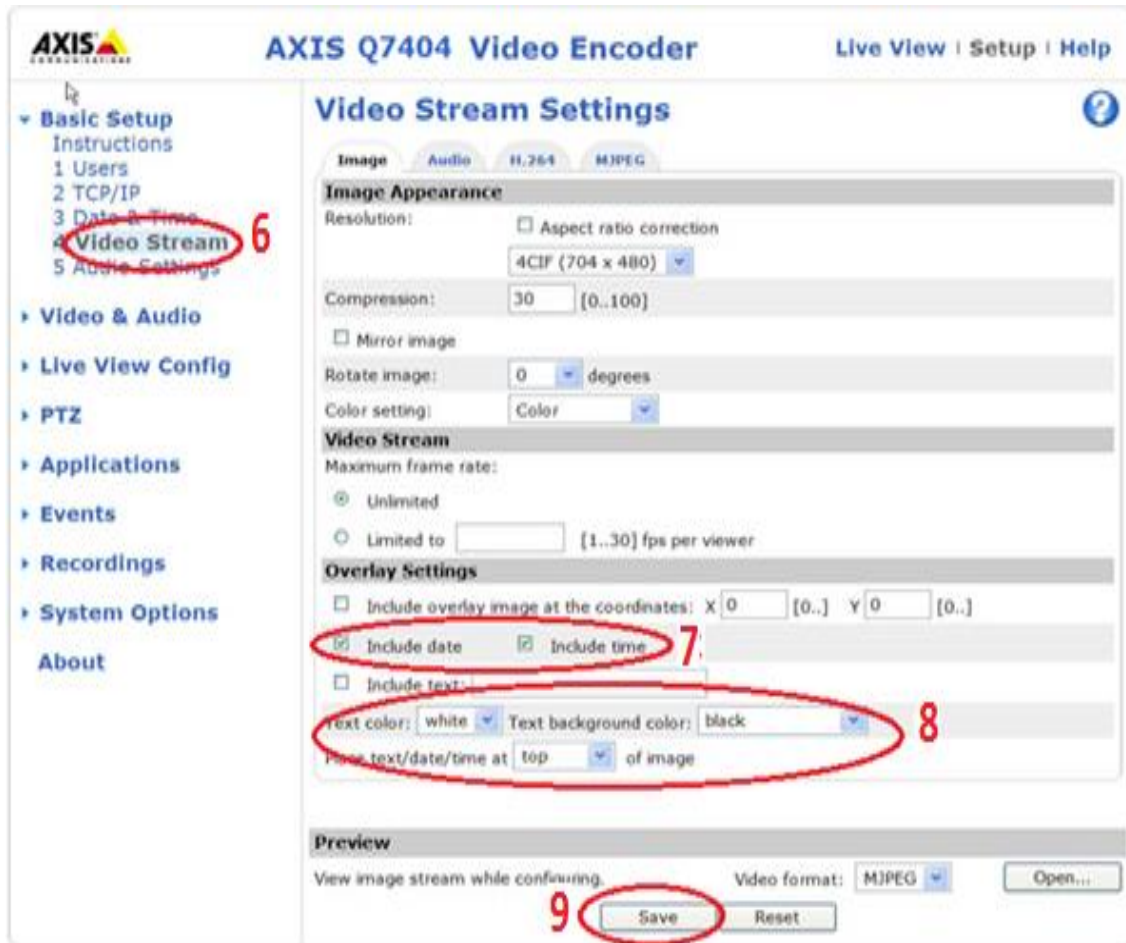 AXIS
COMMUNICATIONS
AXIS Q7404 Video Encoder
Live View | Setup | Help
Basic Setup
Instructions
1 Users
2 TCP/IP
3 Date & Time
4 Video Stream
5 Audio Settings
6
Video & Audio
Live View Config
PTZ
Applications
Events
Recordings
System Options
About
Video Stream Settings
?
Image Audio H.264 MJPEG
Image Appearance
Resolution: Aspect ratio correction
4CIF (704 x 480)
Compression: 30 [0..100]
Mirror image
Rotate image: 0 degrees
Color setting: Color
Video Stream
Maximum frame rate:
Unlimited
Limited to [1..30] fps per viewer
Overlay Settings
Include overlay image at the coordinates: X 0 [0..] Y 0 [0..]
Include date Include time 7
Include text:
Text color: white Text background color: black 8
Place text/date/time at top of image
Preview
View image stream while configuring. Video format: MJPEG Open...
9 Save Reset